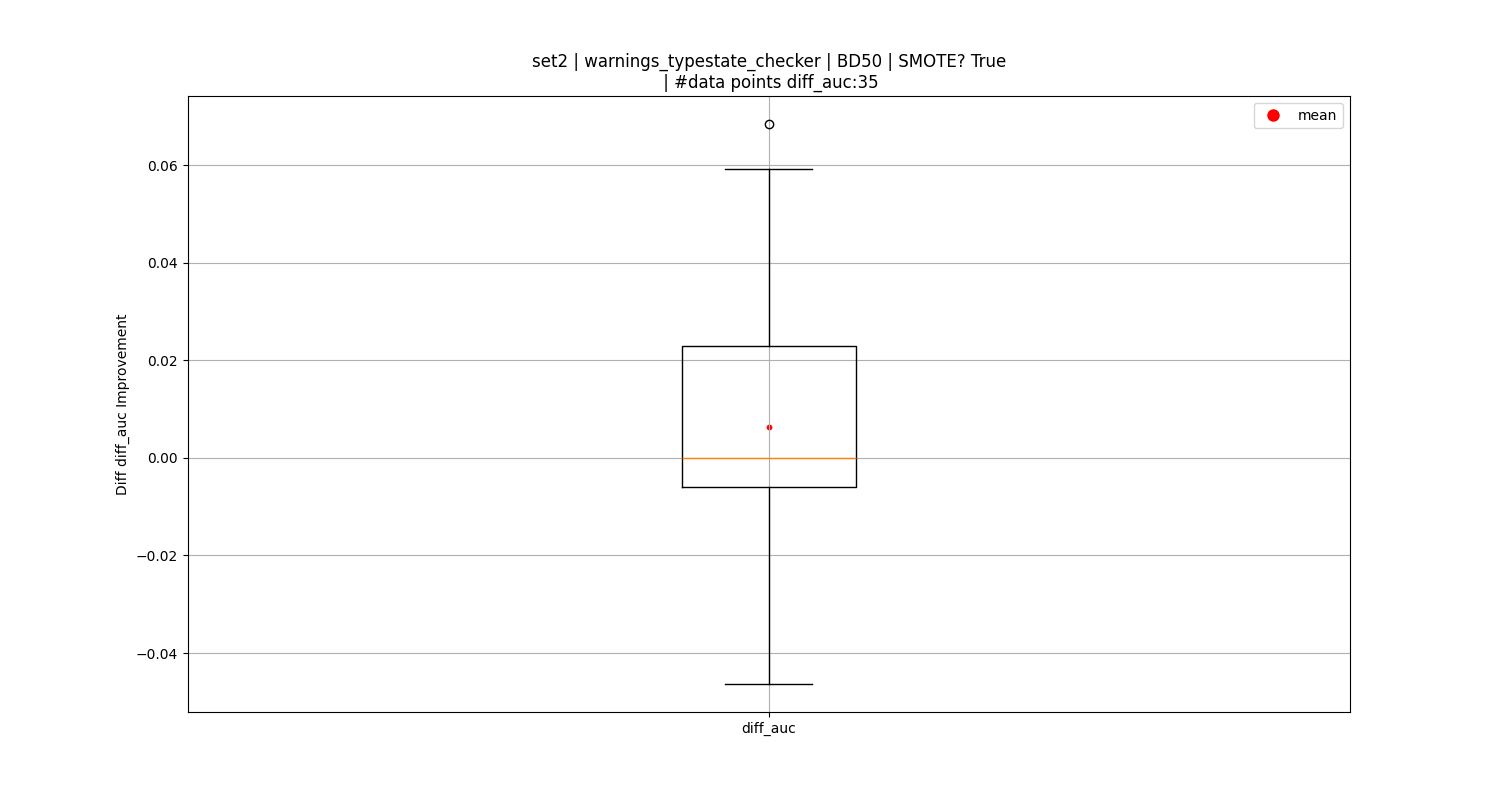 set2 | warnings_typestate_checker | BD50 | SMOTE? True
| #data points diff_auc:35
mean
0.06
0.04
0.02
0.00
−0.02
−0.04
Diff diff_auc Improvement
diff_auc